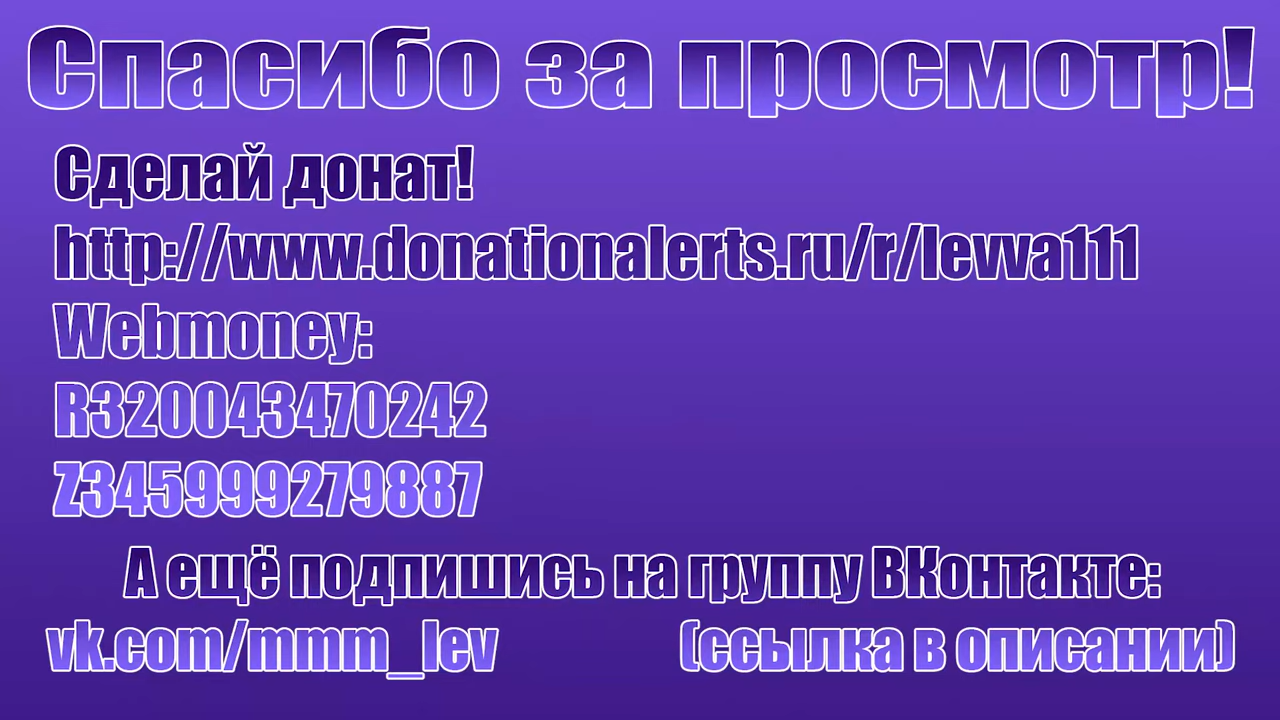 Спасибо за просмотр!
Сделай донат!
http://www.donationalerts.ru/r/levva111
Webmoney:
R320043470242
Z345999279887
А ещё подпишись на группу ВКонтакте:
vk.com/mmm_lev (ссылка в описании)